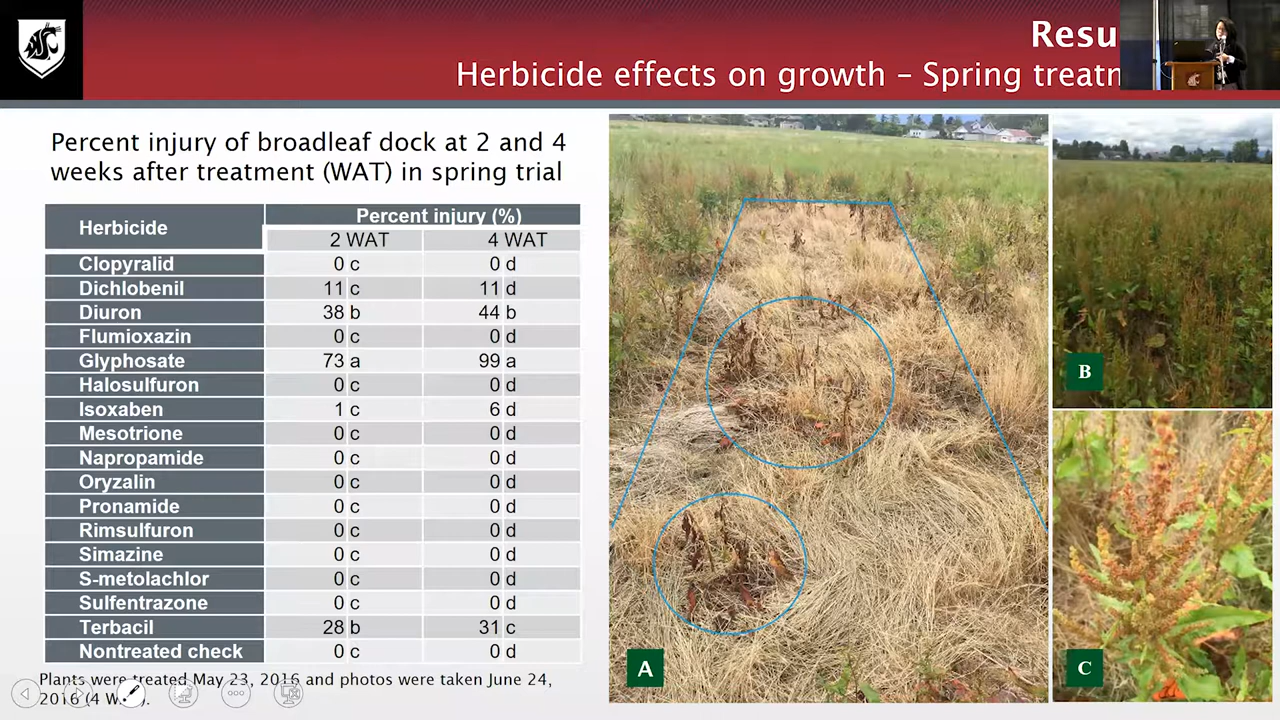 Resu
Herbicide effects on growth – Spring treatm
Percent injury of broadleaf dock at 2 and 4
weeks after treatment (WAT) in spring trial
Herbicide Percent injury (%)
2 WAT 4 WAT
Clopyralid 0 c 0 d
Dichlobenil 11 c 11 d
Diuron 38 b 44 b
Flumioxazin 0 c 0 d
Glyphosate 73 a 99 a
Halosulfuron 0 c 0 d
Isoxaben 1 c 6 d
Mesotrione 0 c 0 d
Napropamide 0 c 0 d
Oryzalin 0 c 0 d
Pronamide 0 c 0 d
Rimsulfuron 0 c 0 d
Simazine 0 c 0 d
S-metolachlor 0 c 0 d
Sulfentrazone 0 c 0 d
Terbacil 28 b 31 c
Nontreated check 0 c 0 d
Plants were treated May 23, 2016 and photos were taken June 24,
2016 (4 W
A
B
C